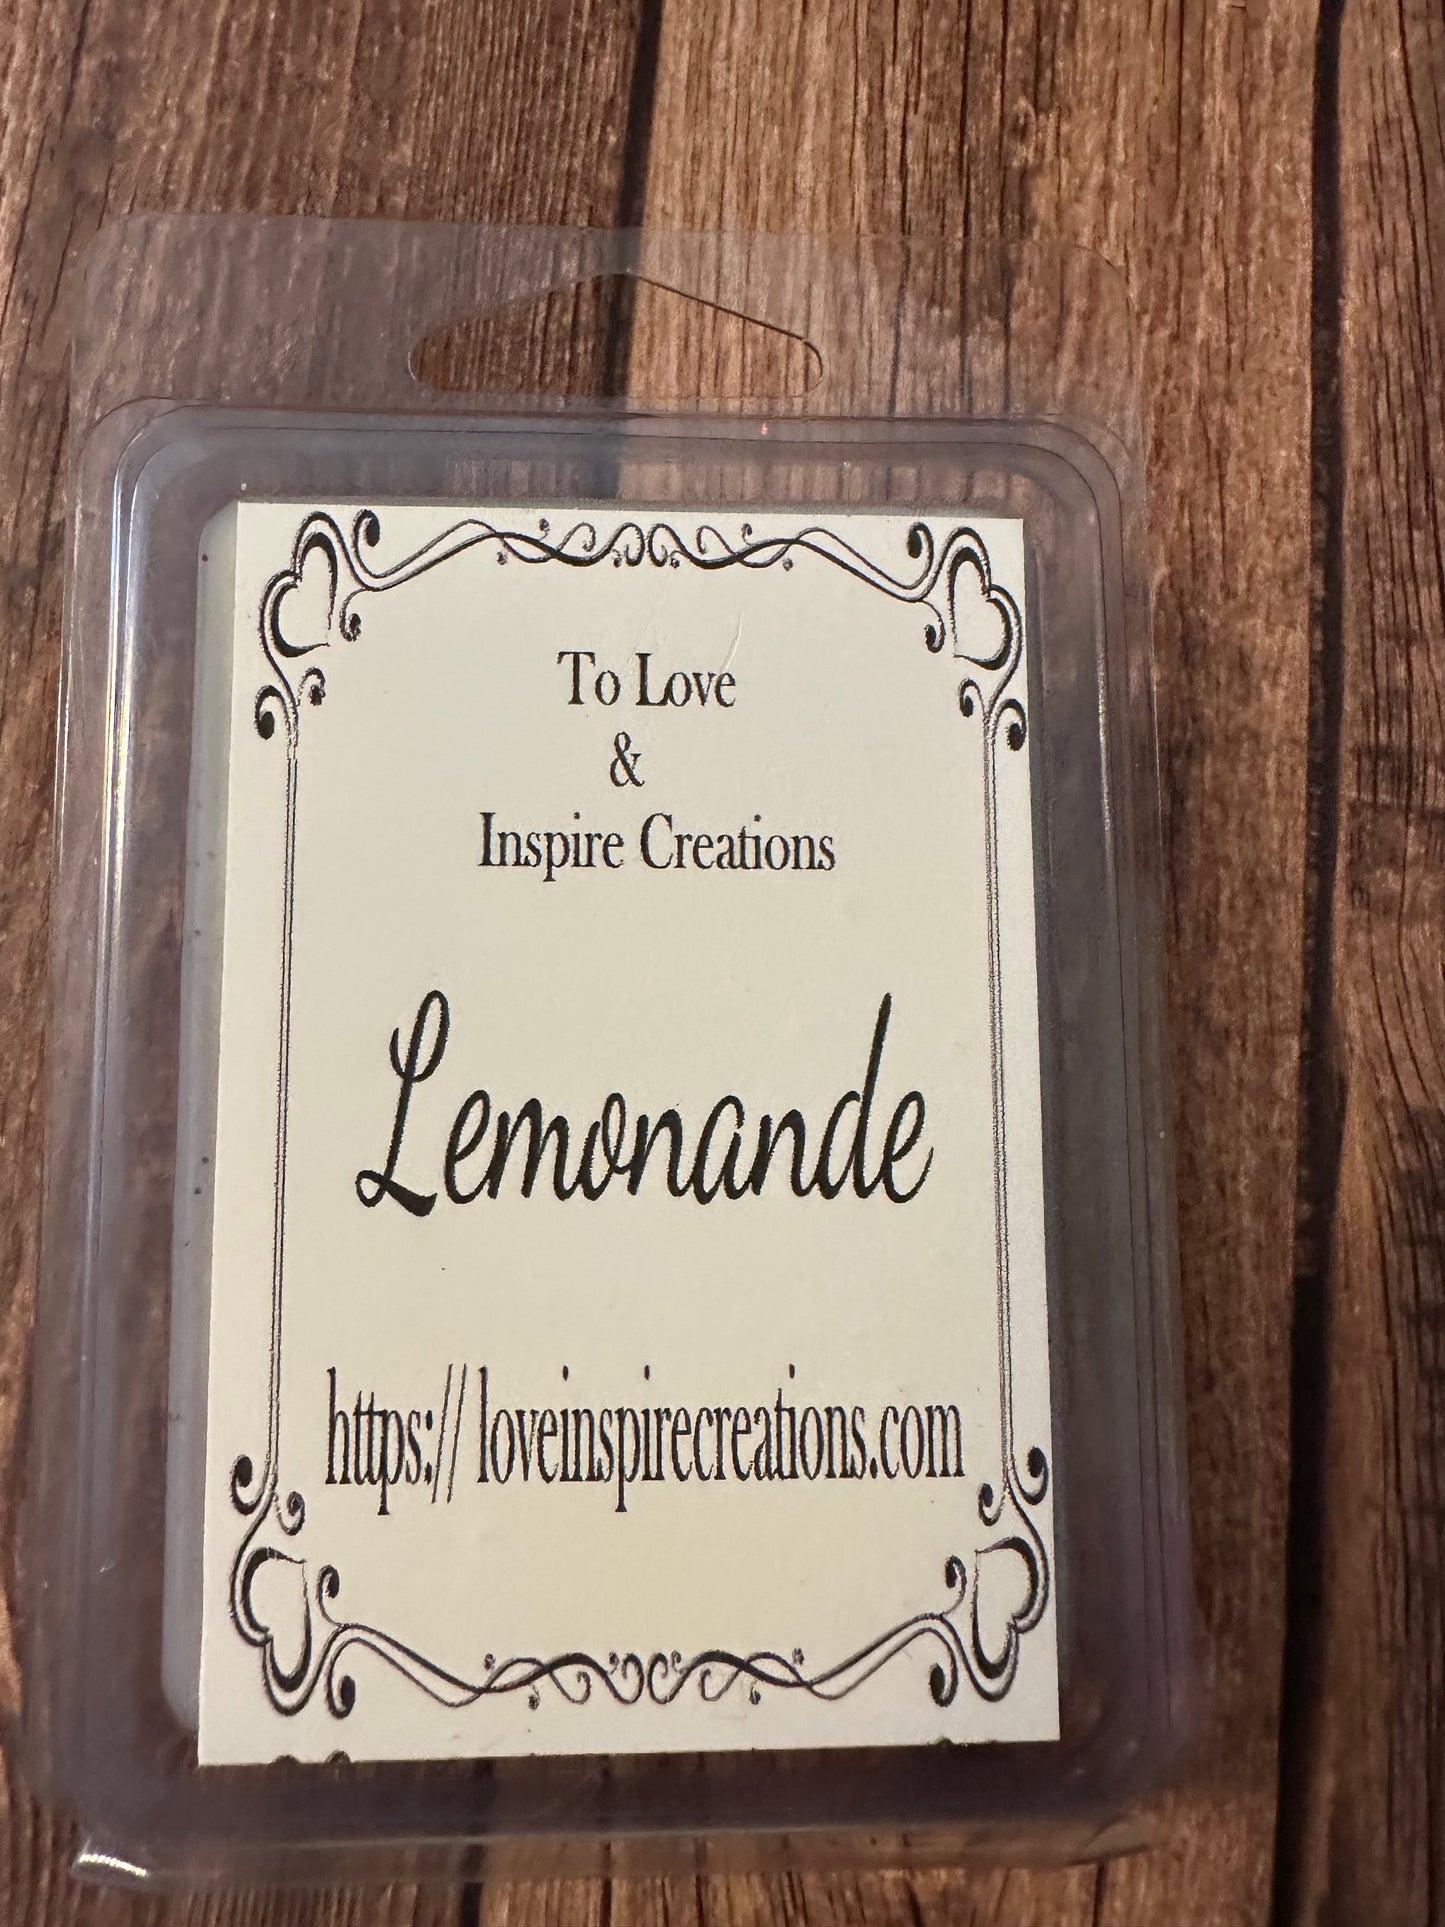 To Love
&
Inspire Creations
Lemonande
https:// loveinspirecreations.com